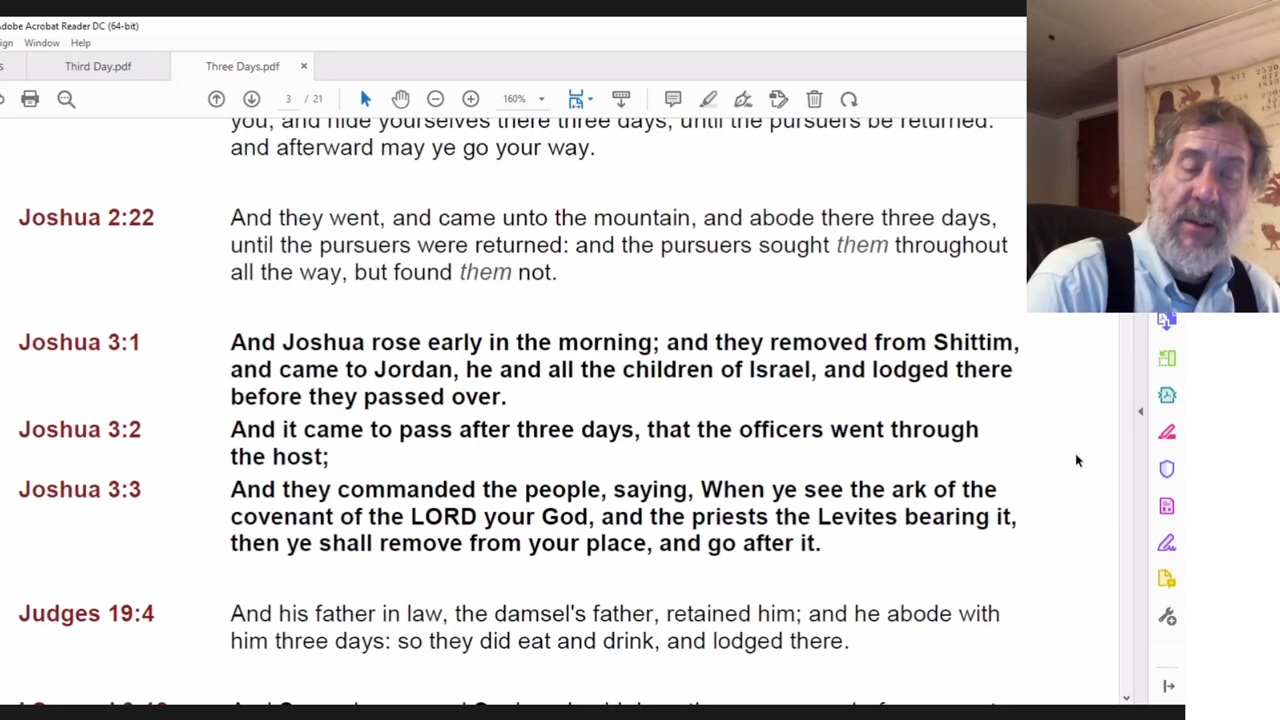 Adobe Acrobat Reader DC (64-bit)
Window Help
Third Day.pdf Three Days.pdf ×
3 / 21 160%
you, and hide yourselves there three days, until the pursuers be returned:
and afterward may ye go your way.
Joshua 2:22 And they went, and came unto the mountain, and abode there three days,
until the pursuers were returned: and the pursuers sought them throughout
all the way, but found them not.
Joshua 3:1 And Joshua rose early in the morning; and they removed from Shittim,
and came to Jordan, he and all the children of Israel, and lodged there
before they passed over.
Joshua 3:2 And it came to pass after three days, that the officers went through
the host;
Joshua 3:3 And they commanded the people, saying, When ye see the ark of the
covenant of the LORD your God, and the priests the Levites bearing it,
then ye shall remove from your place, and go after it.
Judges 19:4 And his father in law, the damsel's father, retained him; and he abode with
him three days: so they did eat and drink, and lodged there.